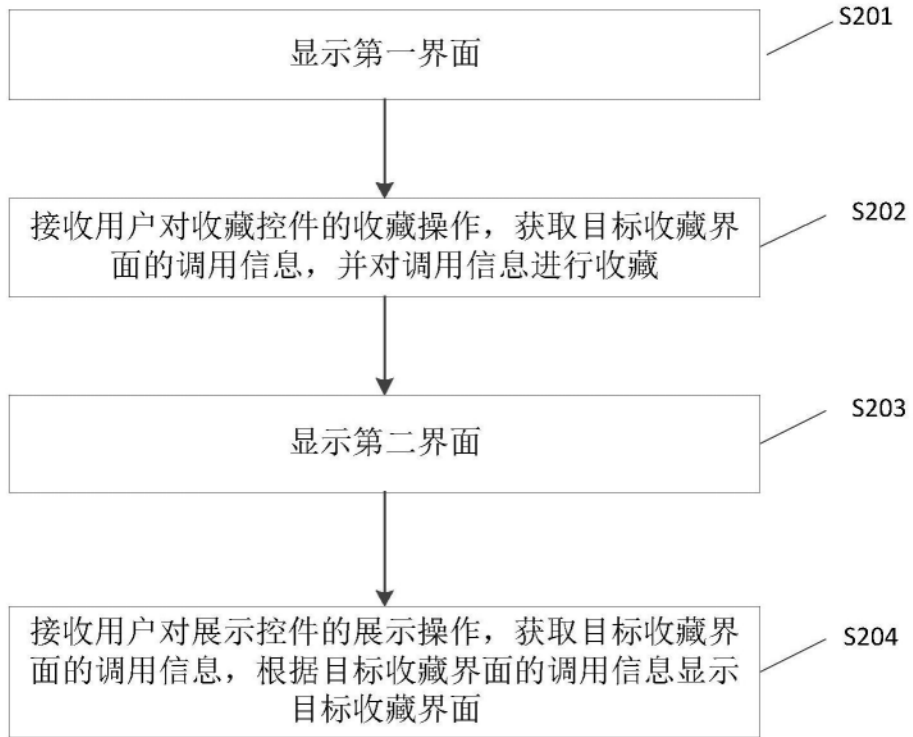 S201
显示第一界面
S202
接收用户对收藏控件的收藏操作，获取目标收藏界
面的调用信息，并对调用信息进行收藏
S203
显示第二界面
S204
接收用户对展示控件的展示操作，获取目标收藏界
面的调用信息，根据目标收藏界面的调用信息显示
目标收藏界面